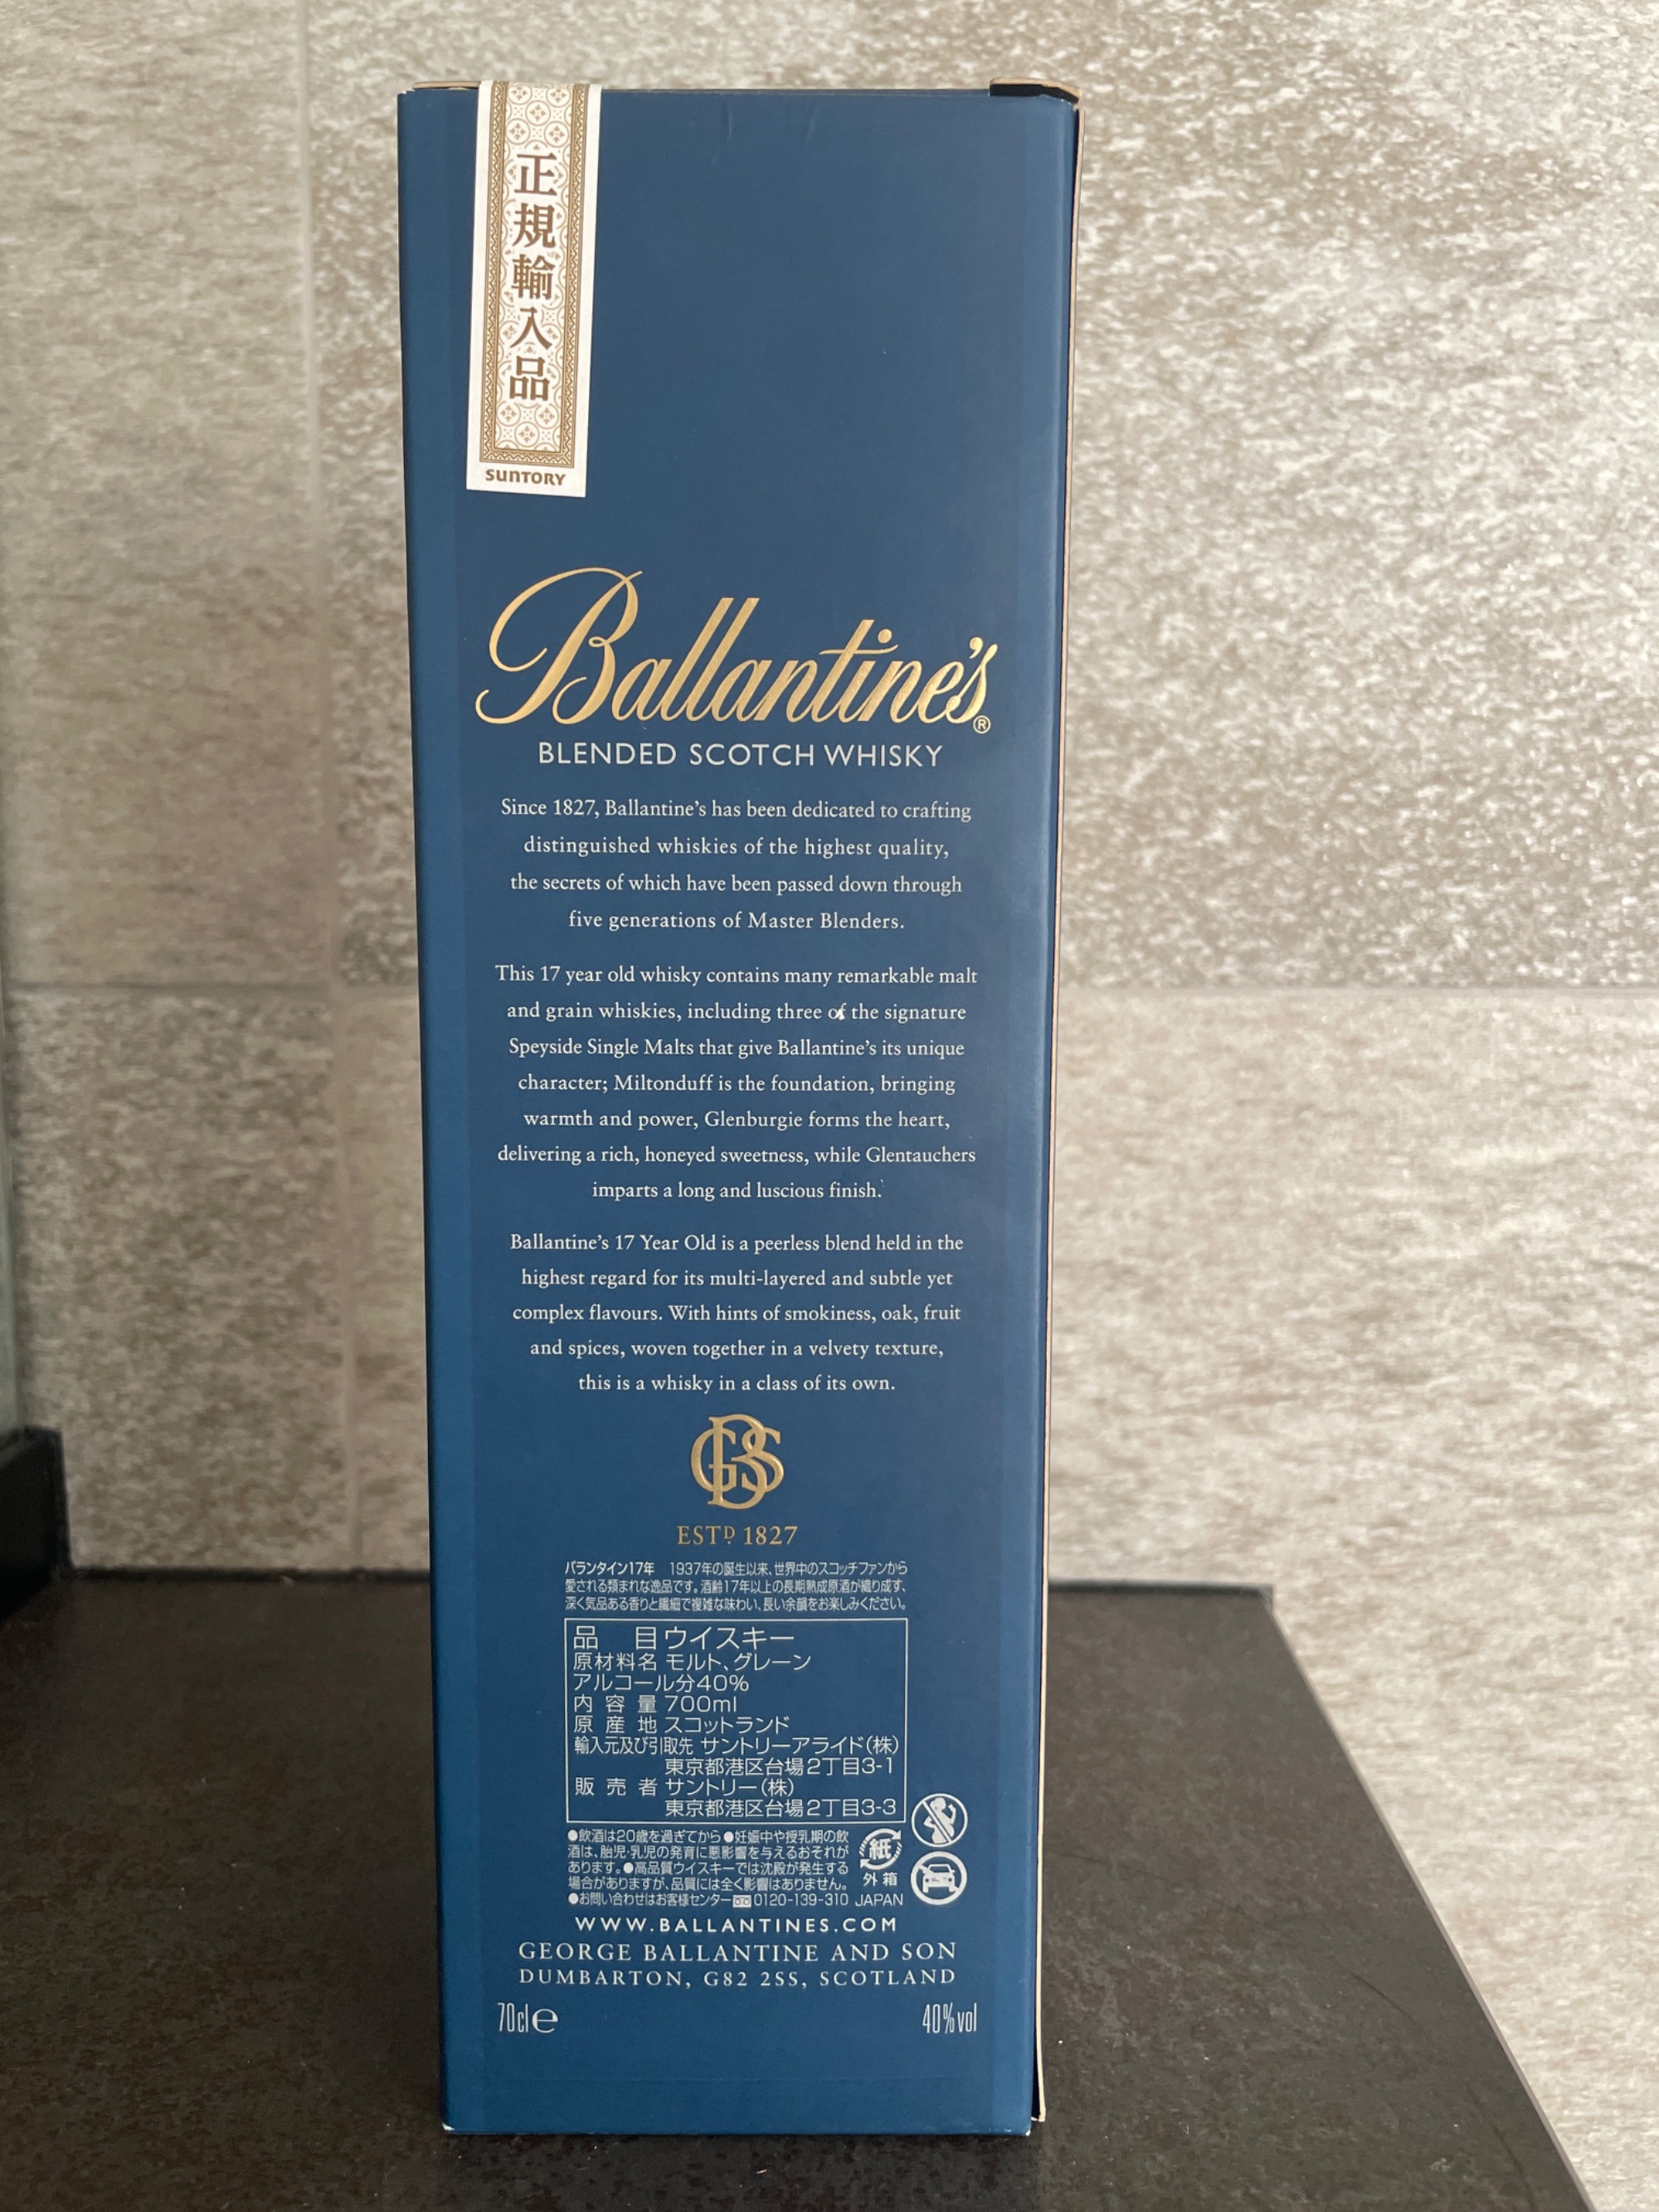 正規輸入品
SUNTORY
Ballantine's®
BLENDED SCOTCH WHISKY
Since 1827, Ballantine's has been dedicated to crafting
distinguished whiskies of the highest quality,
the secrets of which have been passed down through
five generations of Master Blenders.
This 17 year old whisky contains many remarkable malt
and grain whiskies, including three of the signature
Speyside Single Malts that give Ballantine's its unique
character; Miltonduff is the foundation, bringing
warmth and power, Glenburgie forms the heart,
delivering a rich, honeyed sweetness, while Glentauchers
imparts a long and luscious finish.
Ballantine's 17 Year Old is a peerless blend held in the
highest regard for its multi-layered and subtle yet
complex flavours. With hints of smokiness, oak, fruit
and spices, woven together in a velvety texture,
this is a whisky in a class of its own.
GBS
ESTD 1827
バランタイン17年 1937年の誕生以来、世界中のスコッチファンから
愛される類まれな逸品です。酒齢17年以上の長期熟成原酒が織り成す、
深く気品ある香りと繊細で複雑な味わい、長い余韻をお楽しみください。
品 目 ウイスキー
原材料名 モルト、グレーン
アルコール分40%
内 容 量 700ml
原 産 地 スコットランド
輸入元及び引取先 サントリーアライド(株)
東京都港区台場2丁目3-1
販 売 者 サントリー(株)
東京都港区台場2丁目3-3
●飲酒は20歳を過ぎてから●妊娠中や授乳期の飲
酒は、胎児・乳児の発育に悪影響を与えるおそれが
あります。●高品質ウイスキーでは沈殿が発生する
場合がありますが、品質には全く影響はありません。
●お問い合わせはお客様センター 0120-139-310 JAPAN
紙
外箱
WWW.BALLANTINES.COM
GEORGE BALLANTINE AND SON
DUMBARTON, G82 2SS, SCOTLAND
70cl℮ 40%vol